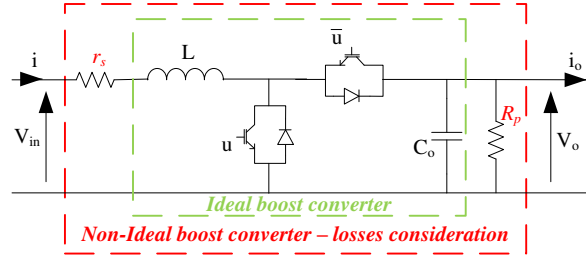 u̅
i
r_s
L
i_o
V_in
u
C_o
R_p
V_o
Ideal boost converter
Non-Ideal boost converter – losses consideration